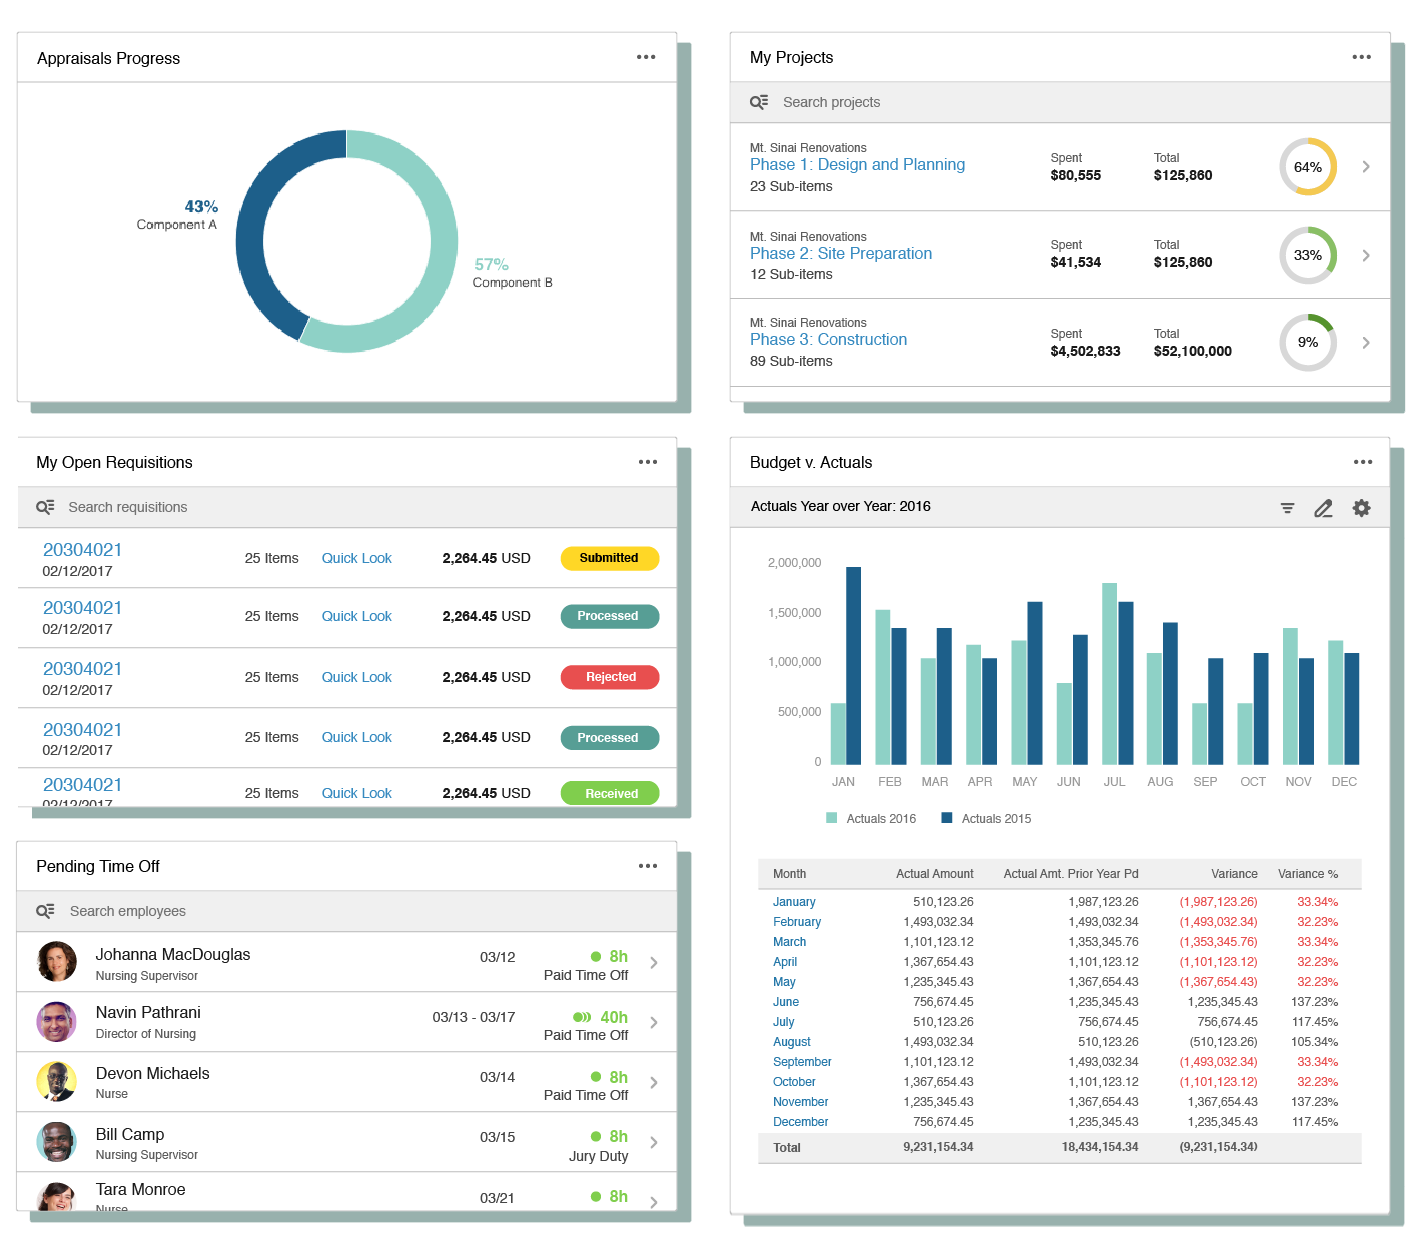 Appraisals Progress
43%
Component A
57%
Component B
My Projects
Search projects
Mt. Sinai Renovations
Phase 1: Design and Planning
23 Sub-items
Spent
$80,555
Total
$125,860
64%
Mt. Sinai Renovations
Phase 2: Site Preparation
12 Sub-items
Spent
$41,534
Total
$125,860
33%
Mt. Sinai Renovations
Phase 3: Construction
89 Sub-items
Spent
$4,502,833
Total
$52,100,000
9%
My Open Requisitions
Search requisitions
20304021
02/12/2017
25 Items Quick Look 2,264.45 USD Submitted
20304021
02/12/2017
25 Items Quick Look 2,264.45 USD Processed
20304021
02/12/2017
25 Items Quick Look 2,264.45 USD Rejected
20304021
02/12/2017
25 Items Quick Look 2,264.45 USD Processed
20304021
02/12/2017
25 Items Quick Look 2,264.45 USD Received
Pending Time Off
Search employees
Johanna MacDouglas
Nursing Supervisor
03/12
8h
Paid Time Off
Navin Pathrani
Director of Nursing
03/13 - 03/17
40h
Paid Time Off
Devon Michaels
Nurse
03/14
8h
Paid Time Off
Bill Camp
Nursing Supervisor
03/15
8h
Jury Duty
Tara Monroe
Nurse
03/21
8h
Budget v. Actuals
Actuals Year over Year: 2016
2,000,000
1,500,000
1,000,000
500,000
0
JAN FEB MAR APR MAY JUN JUL AUG SEP OCT NOV DEC
Actuals 2016 Actuals 2015
Month Actual Amount Actual Amt. Prior Year Pd Variance Variance %
January 510,123.26 1,987,123.26 (1,987,123.26) 33.34%
February 1,493,032.34 1,493,032.34 (1,493,032.34) 32.23%
March 1,101,123.12 1,353,345.76 (1,353,345.76) 33.34%
April 1,367,654.43 1,101,123.12 (1,101,123.12) 32.23%
May 1,235,345.43 1,367,654.43 (1,367,654.43) 32.23%
June 756,674.45 1,235,345.43 1,235,345.43 137.23%
July 510,123.26 756,674.45 756,674.45 117.45%
August 1,493,032.34 510,123.26 (510,123.26) 105.34%
September 1,101,123.12 1,493,032.34 (1,493,032.34) 33.34%
October 1,367,654.43 1,101,123.12 (1,101,123.12) 32.23%
November 1,235,345.43 1,367,654.43 1,367,654.43 137.23%
December 756,674.45 1,235,345.43 1,235,345.43 117.45%
Total 9,231,154.34 18,434,154.34 (9,231,154.34)